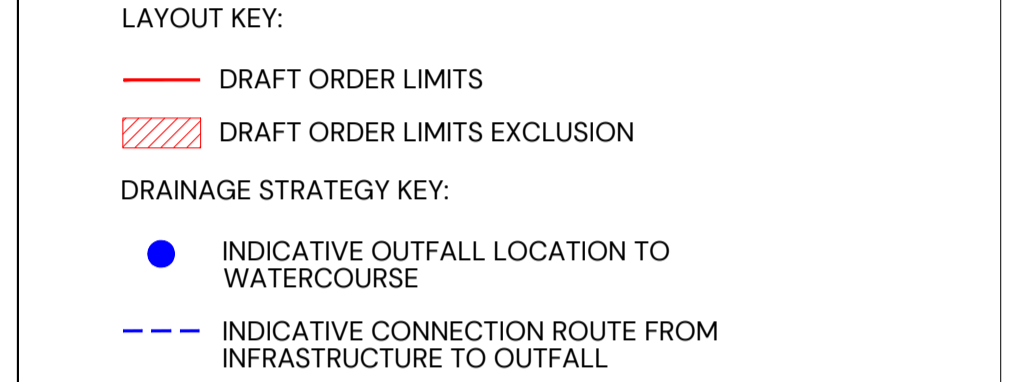 LAYOUT KEY:
DRAFT ORDER LIMITS
DRAFT ORDER LIMITS EXCLUSION
DRAINAGE STRATEGY KEY:
INDICATIVE OUTFALL LOCATION TO
WATERCOURSE
INDICATIVE CONNECTION ROUTE FROM
INFRASTRUCTURE TO OUTFALL